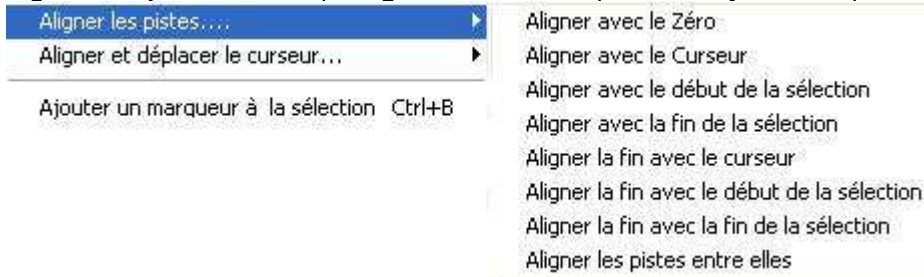 Aligner les pistes....
Aligner et déplacer le curseur...
Ajouter un marqueur à la sélection Ctrl+B
Aligner avec le Zéro
Aligner avec le Curseur
Aligner avec le début de la sélection
Aligner avec la fin de la sélection
Aligner la fin avec le curseur
Aligner la fin avec le début de la sélection
Aligner la fin avec la fin de la sélection
Aligner les pistes entre elles